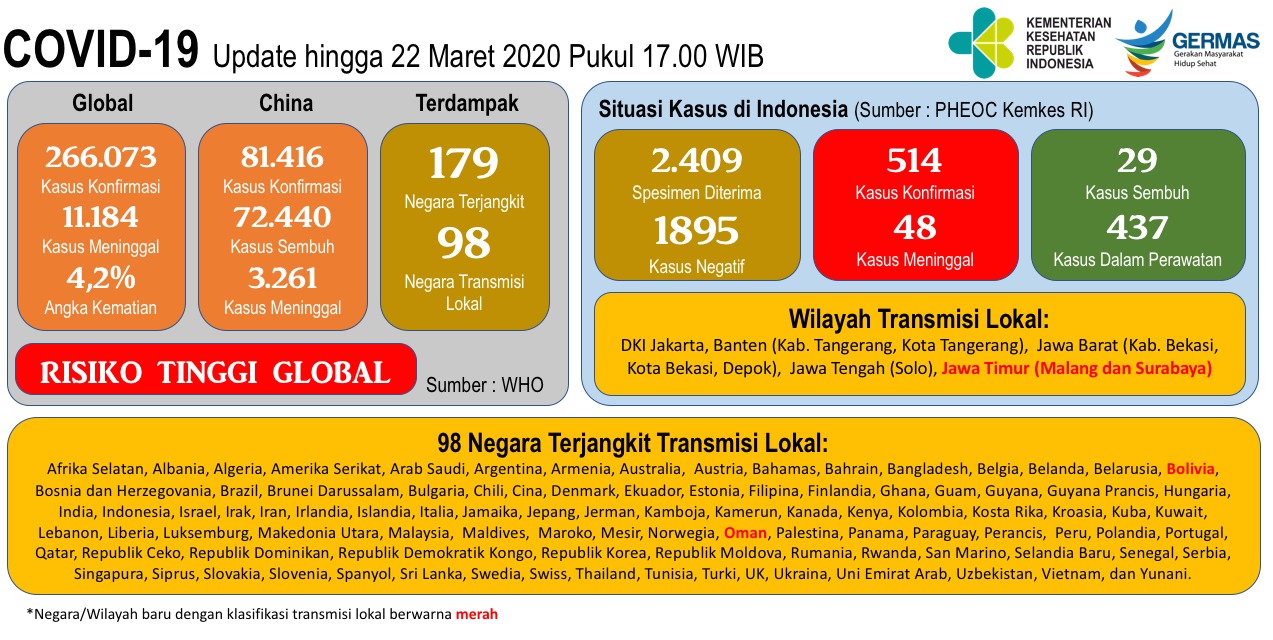 COVID-19 Update hingga 22 Maret 2020 Pukul 17.00 WIB
KEMENTERIAN
KESEHATAN
REPUBLIK
INDONESIA
GERMAS
Gerakan Masyarakat
Hidup Sehat
Global
266.073
Kasus Konfirmasi
11.184
Kasus Meninggal
4,2%
Angka Kematian
China
81.416
Kasus Konfirmasi
72.440
Kasus Sembuh
3.261
Kasus Meninggal
Terdampak
179
Negara Terjangkit
98
Negara Transmisi
Lokal
RISIKO TINGGI GLOBAL
Sumber : WHO
Situasi Kasus di Indonesia (Sumber : PHEOC Kemkes RI)
2.409
Spesimen Diterima
1895
Kasus Negatif
514
Kasus Konfirmasi
48
Kasus Meninggal
29
Kasus Sembuh
437
Kasus Dalam Perawatan
Wilayah Transmisi Lokal:
DKI Jakarta, Banten (Kab. Tangerang, Kota Tangerang), Jawa Barat (Kab. Bekasi,
Kota Bekasi, Depok), Jawa Tengah (Solo), Jawa Timur (Malang dan Surabaya)
98 Negara Terjangkit Transmisi Lokal:
Afrika Selatan, Albania, Algeria, Amerika Serikat, Arab Saudi, Argentina, Armenia, Australia, Austria, Bahamas, Bahrain, Bangladesh, Belgia, Belanda, Belarusia, Bolivia,
Bosnia dan Herzegovania, Brazil, Brunei Darussalam, Bulgaria, Chili, Cina, Denmark, Ekuador, Estonia, Filipina, Finlandia, Ghana, Guam, Guyana, Guyana Prancis, Hungaria,
India, Indonesia, Israel, Irak, Iran, Irlandia, Islandia, Italia, Jamaika, Jepang, Jerman, Kamboja, Kamerun, Kanada, Kenya, Kolombia, Kosta Rika, Kroasia, Kuba, Kuwait,
Lebanon, Liberia, Luksemburg, Makedonia Utara, Malaysia, Maldives, Maroko, Mesir, Norwegia, Oman, Palestina, Panama, Paraguay, Perancis, Peru, Polandia, Portugal,
Qatar, Republik Ceko, Republik Dominikan, Republik Demokratik Kongo, Republik Korea, Republik Moldova, Rumania, Rwanda, San Marino, Selandia Baru, Senegal, Serbia,
Singapura, Siprus, Slovakia, Slovenia, Spanyol, Sri Lanka, Swedia, Swiss, Thailand, Tunisia, Turki, UK, Ukraina, Uni Emirat Arab, Uzbekistan, Vietnam, dan Yunani.
*Negara/Wilayah baru dengan klasifikasi transmisi lokal berwarna merah